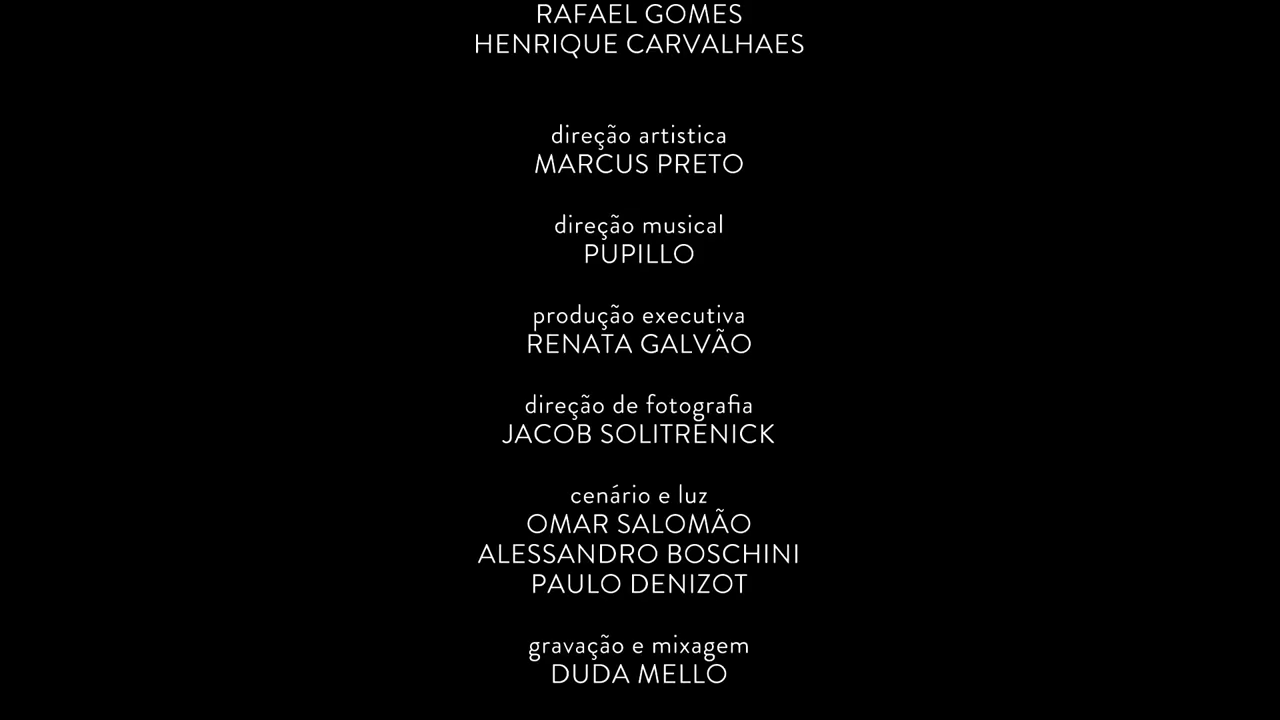 RAFAEL GOMES
HENRIQUE CARVALHAES
direção artistica
MARCUS PRETO
direção musical
PUPILLO
produção executiva
RENATA GALVÃO
direção de fotografia
JACOB SOLITRENICK
cenário e luz
OMAR SALOMÃO
ALESSANDRO BOSCHINI
PAULO DENIZOT
gravação e mixagem
DUDA MELLO